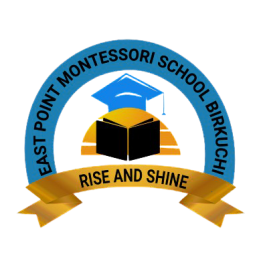 EAST POINT MONTESSORI SCHOOL BIRKUCHI
RISE AND SHINE